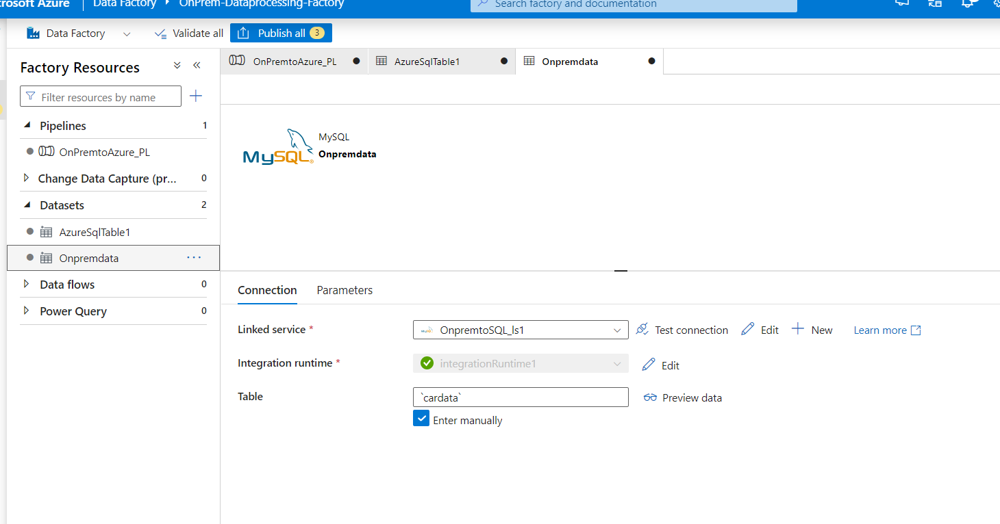 crosoft Azure
Data Factory
OnPrem-Dataprocessing-Factory
Search factory and documentation
Data Factory
Validate all
Publish all 3
Factory Resources
Filter resources by name
Pipelines 1
OnPremtoAzure_PL
Change Data Capture (pr... 0
Datasets 2
AzureSqlTable1
Onpremdata ...
Data flows 0
Power Query 0
OnPremtoAzure_PL
AzureSqlTable1
Onpremdata
MySQL®
MySQL
Onpremdata
Connection
Parameters
Linked service *
OnpremtoSQL_ls1
Test connection
Edit
New
Learn more
Integration runtime *
integrationRuntime1
Edit
Table
`cardata`
Preview data
Enter manually